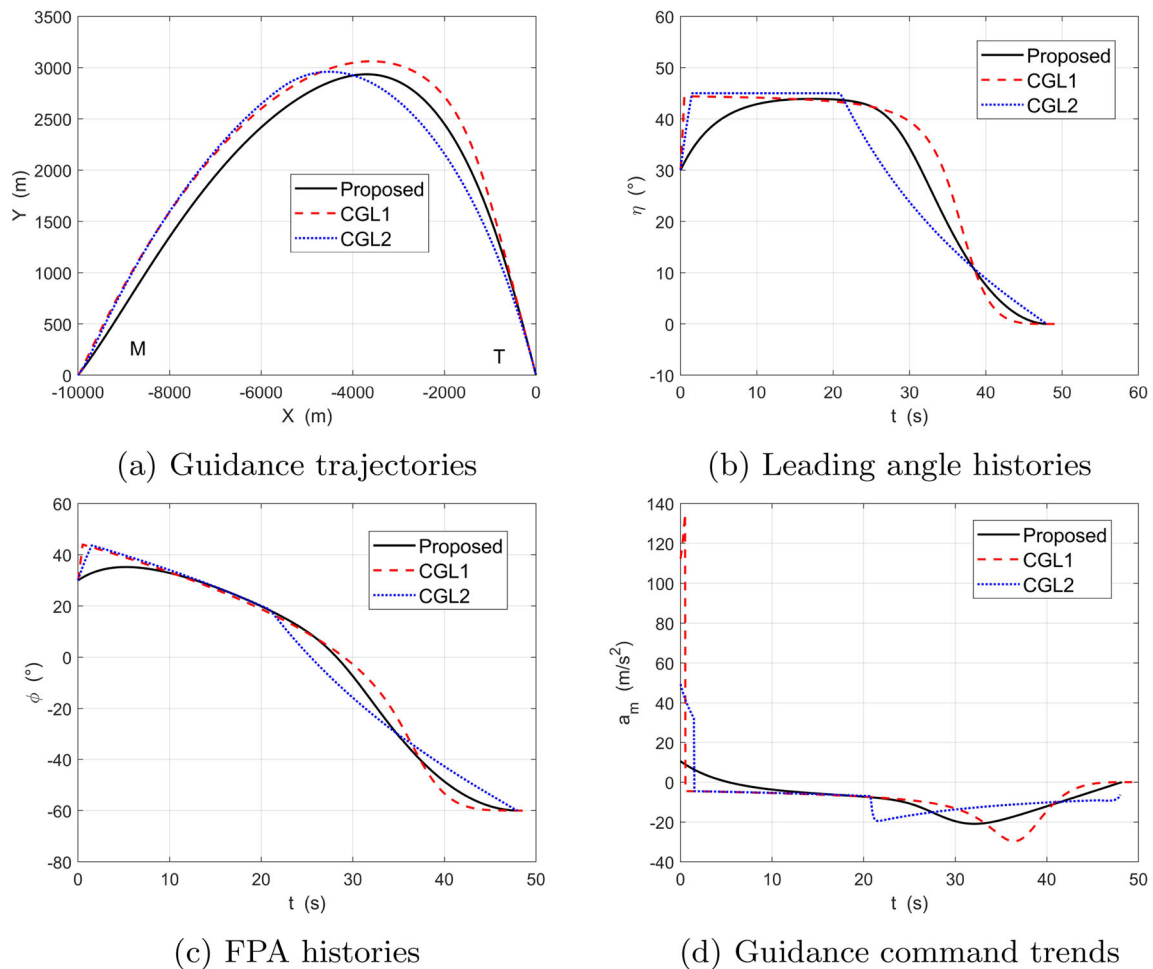 3500
3000
2500
2000
1500
1000
500
0
Y (m)
Proposed
CGL1
CGL2
M
T
-10000 -8000 -6000 -4000 -2000 0
X (m)
(a) Guidance trajectories
60
50
40
30
20
10
0
-10
η (°)
Proposed
CGL1
CGL2
0 10 20 30 40 50 60
t (s)
(b) Leading angle histories
60
40
20
0
-20
-40
-60
-80
ϕ (°)
Proposed
CGL1
CGL2
0 10 20 30 40 50
t (s)
(c) FPA histories
140
120
100
80
60
40
20
0
-20
-40
a_m (m/s²)
Proposed
CGL1
CGL2
0 10 20 30 40 50
t (s)
(d) Guidance command trends